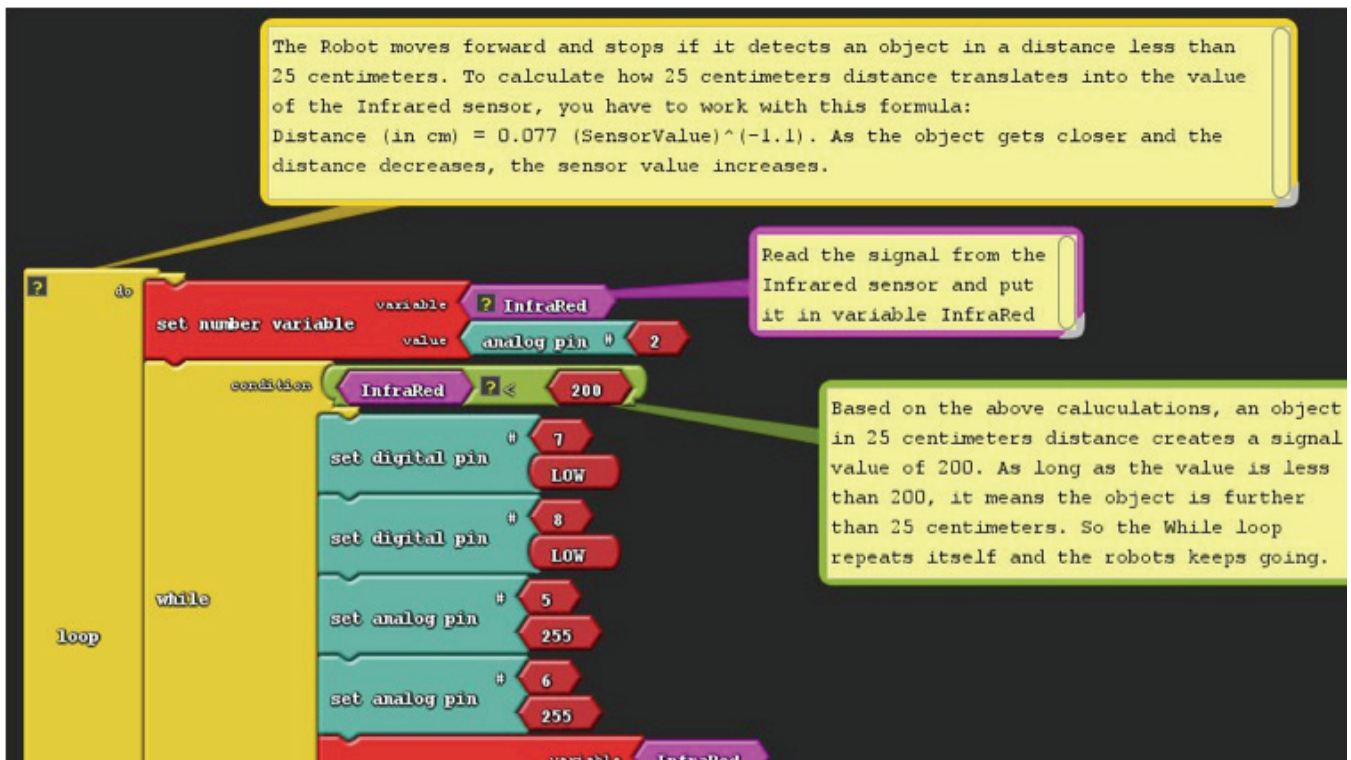 The Robot moves forward and stops if it detects an object in a distance less than
25 centimeters. To calculate how 25 centimeters distance translates into the value
of the Infrared sensor, you have to work with this formula:
Distance (in cm) = 0.077 (SensorValue)^(-1.1). As the object gets closer and the
distance decreases, the sensor value increases.
Read the signal from the
Infrared sensor and put
it in variable InfraRed
? do
set number variable
variable ? InfraRed
value analog pin # 2
condition InfraRed ? < 200
Based on the above caluculations, an object
in 25 centimeters distance creates a signal
value of 200. As long as the value is less
than 200, it means the object is further
than 25 centimeters. So the While loop
repeats itself and the robots keeps going.
set digital pin # 7
LOW
set digital pin # 8
LOW
while
loop
set analog pin # 5
255
set analog pin # 6
255
variable InfraRed